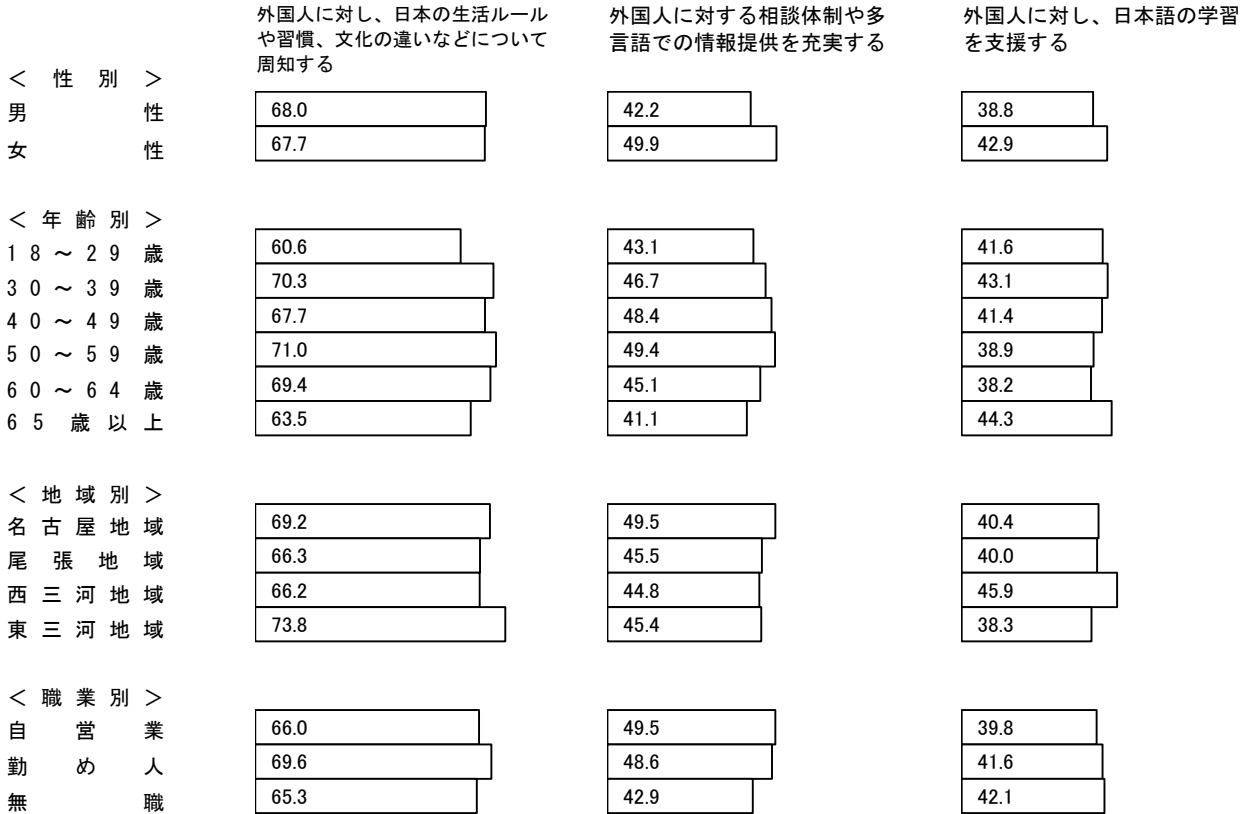 外国人に対し、日本の生活ルール
や習慣、文化の違いなどについて
周知する
外国人に対する相談体制や多
言語での情報提供を充実する
外国人に対し、日本語の学習
を支援する
＜性別＞
男性 68.0 42.2 38.8
女性 67.7 49.9 42.9
＜年齢別＞
18～29歳 60.6 43.1 41.6
30～39歳 70.3 46.7 43.1
40～49歳 67.7 48.4 41.4
50～59歳 71.0 49.4 38.9
60～64歳 69.4 45.1 38.2
65歳以上 63.5 41.1 44.3
＜地域別＞
名古屋地域 69.2 49.5 40.4
尾張地域 66.3 45.5 40.0
西三河地域 66.2 44.8 45.9
東三河地域 73.8 45.4 38.3
＜職業別＞
自営業 66.0 49.5 39.8
勤め人 69.6 48.6 41.6
無職 65.3 42.9 42.1